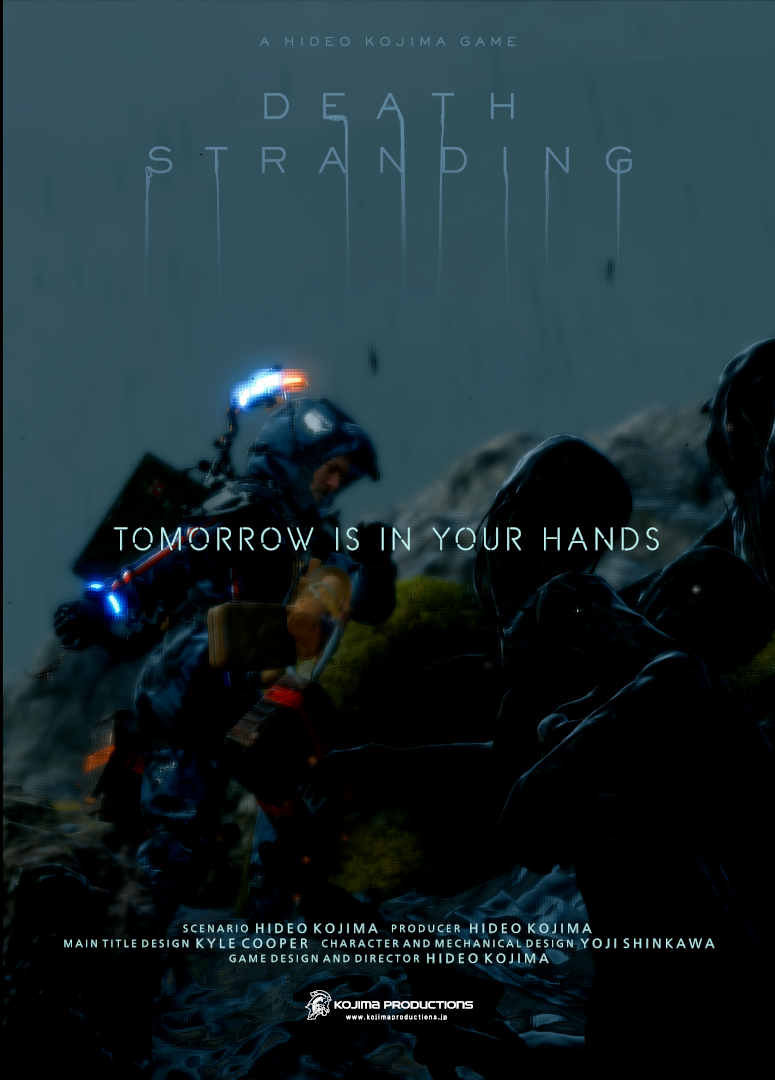 A HIDEO KOJIMA GAME
DEATH
STRANDING
TOMORROW IS IN YOUR HANDS
SCENARIO HIDEO KOJIMA PRODUCER HIDEO KOJIMA
MAIN TITLE DESIGN KYLE COOPER CHARACTER AND MECHANICAL DESIGN YOJI SHINKAWA
GAME DESIGN AND DIRECTOR HIDEO KOJIMA
KOJIMA PRODUCTIONS
www.kojimaproductions.jp